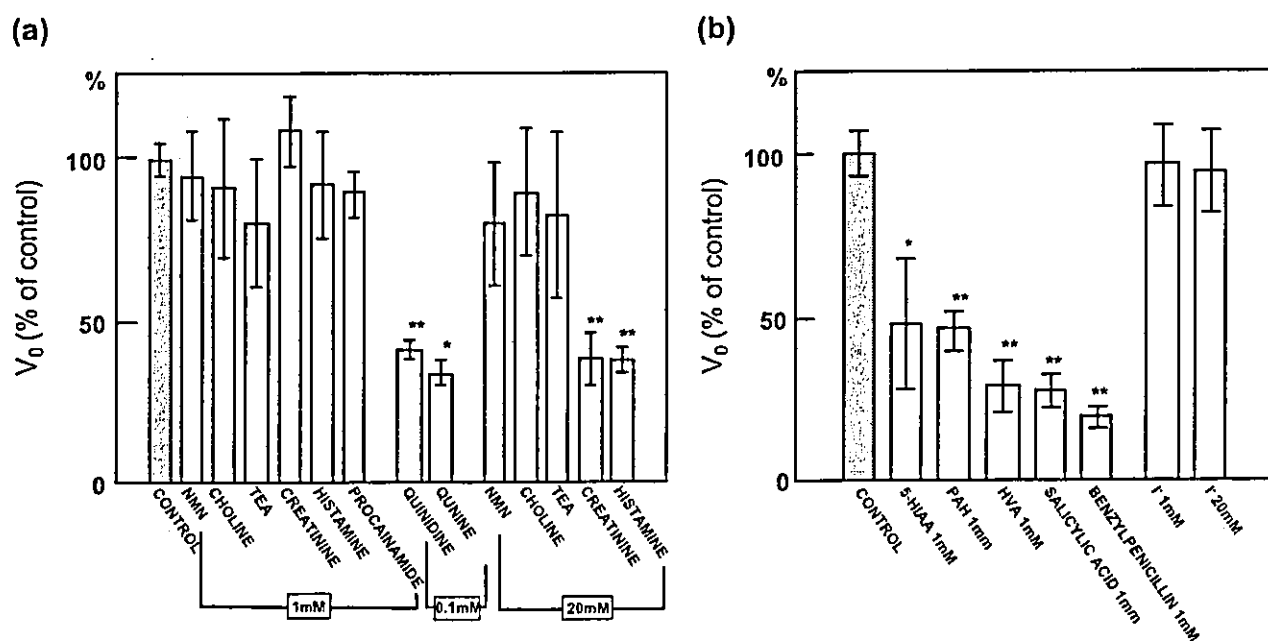 (a)
%
100
50
0
V0 (% of control)
**
*
**
**
CONTROL
NMN
CHOLINE
TEA
CREATININE
HISTAMINE
PROCAINAMIDE
QUINIDINE
QUNINE
NMN
CHOLINE
TEA
CREATININE
HISTAMINE
1mM
0.1mM
20mM
(b)
%
100
50
0
V0 (% of control)
*
**
**
**
**
CONTROL
5-HIAA 1mM
PAH 1mm
HVA 1mM
SALICYLIC ACID 1mm
BENZYLPENICILLIN 1mM
I' 1mM
I' 20mM